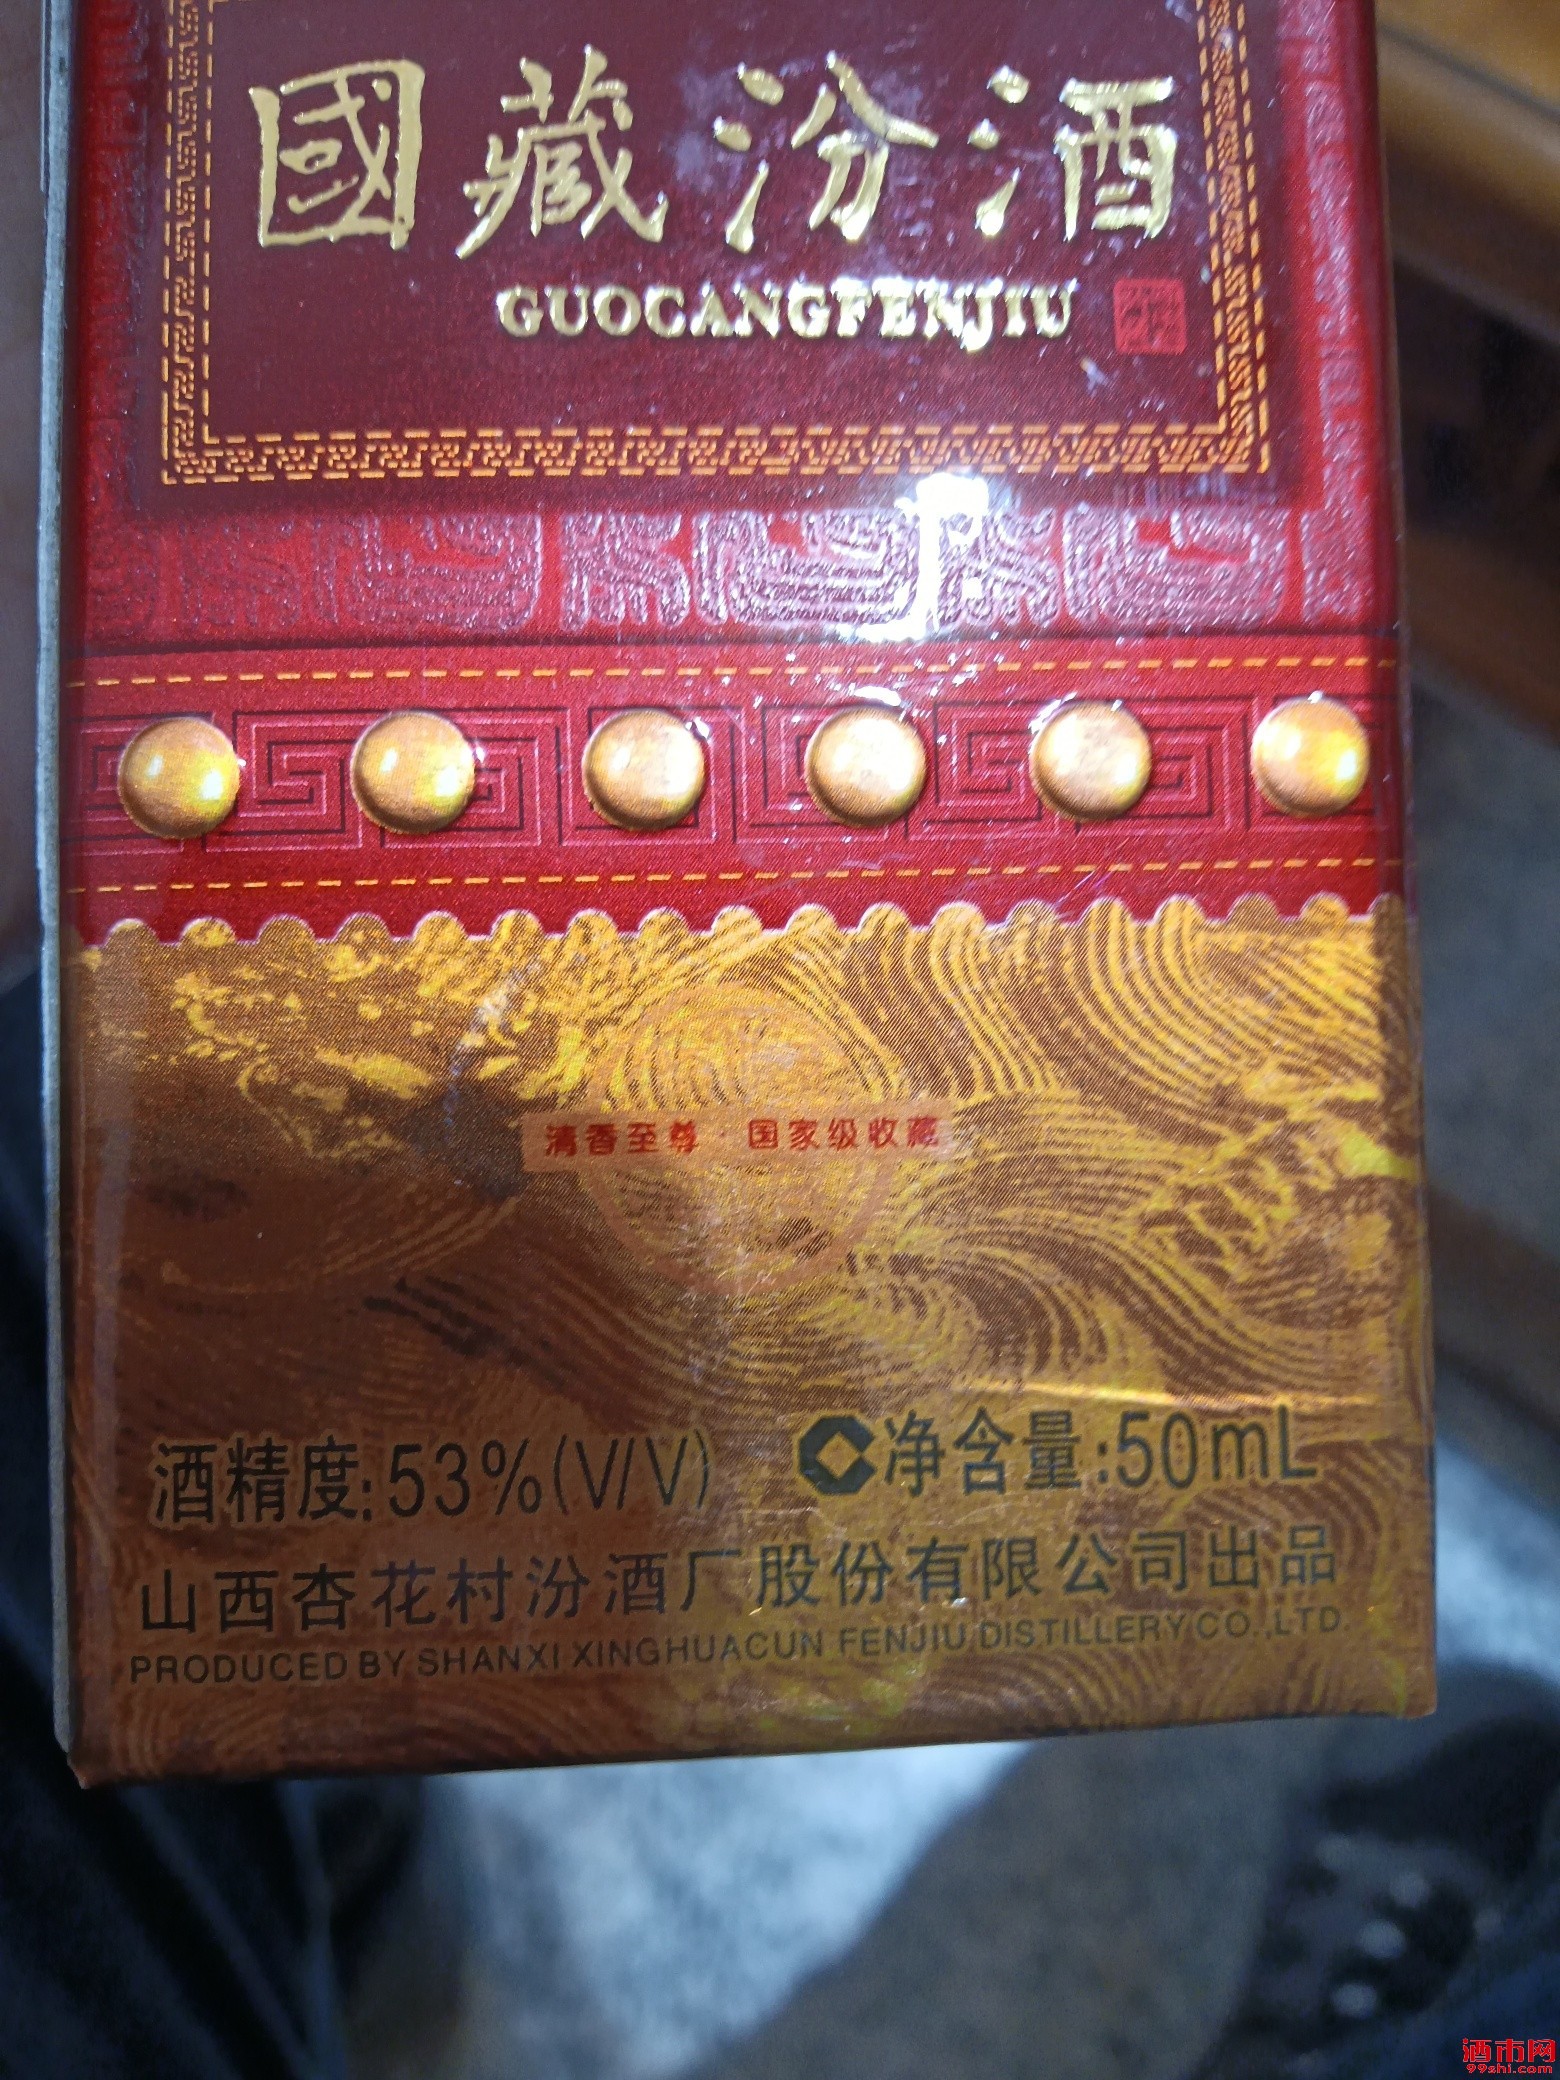 國藏汾酒
GUOCANGFENJIU
清香至尊 国家级收藏
酒精度:53%(V/V) 净含量:50mL
山西杏花村汾酒厂股份有限公司出品
PRODUCED BY SHANXI XINGHUACUN FENJIU DISTILLERY CO.,LTD.
酒市网
99shi.com